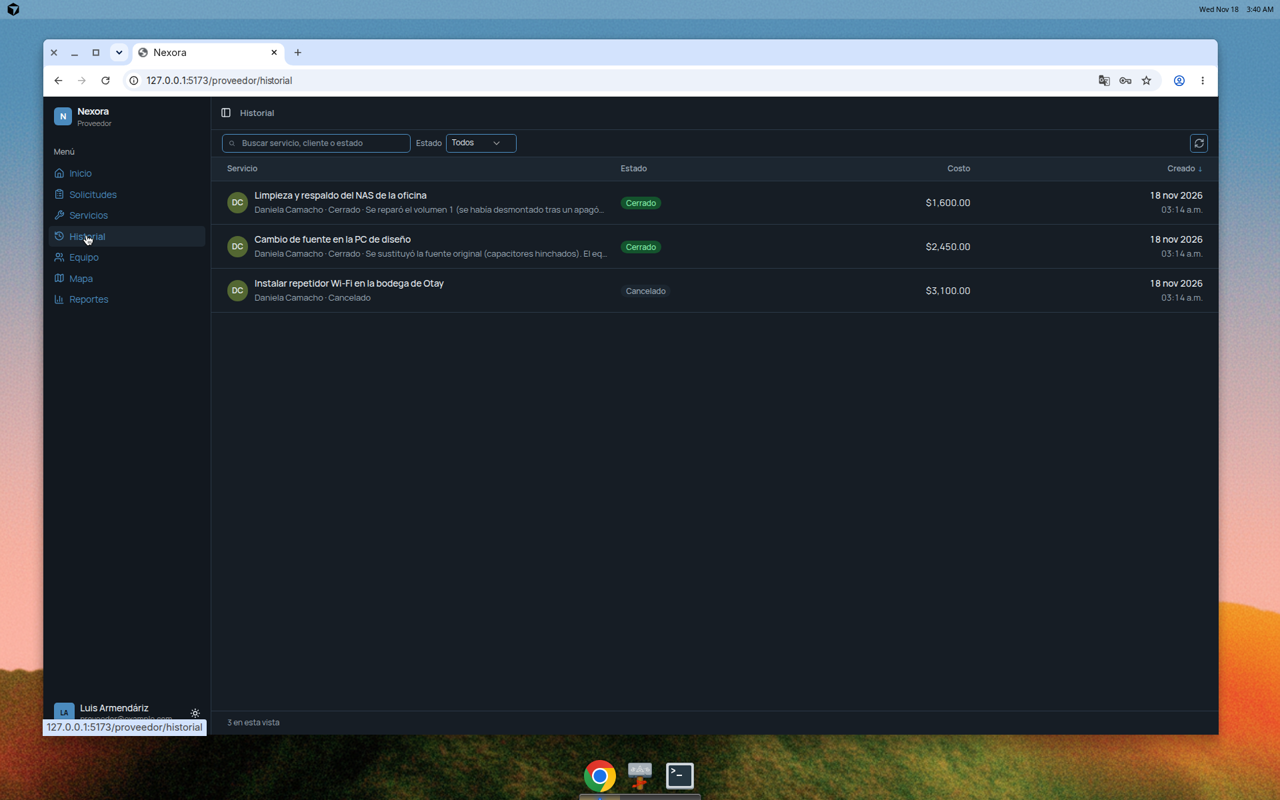 Wed Nov 18 3:40 AM
Nexora
127.0.0.1:5173/proveedor/historial
N
Nexora
Proveedor
Menú
Inicio
Solicitudes
Servicios
Historial
Equipo
Mapa
Reportes
LA
Luis Armendáriz
127.0.0.1:5173/proveedor/historial
Historial
Buscar servicio, cliente o estado
Estado
Todos
Servicio Estado Costo Creado ↓
DC
Limpieza y respaldo del NAS de la oficina
Daniela Camacho · Cerrado · Se reparó el volumen 1 (se había desmontado tras un apagó…
Cerrado
$1,600.00
18 nov 2026
03:14 a.m.
DC
Cambio de fuente en la PC de diseño
Daniela Camacho · Cerrado · Se sustituyó la fuente original (capacitores hinchados). El eq…
Cerrado
$2,450.00
18 nov 2026
03:14 a.m.
DC
Instalar repetidor Wi-Fi en la bodega de Otay
Daniela Camacho · Cancelado
Cancelado
$3,100.00
18 nov 2026
03:14 a.m.
3 en esta vista